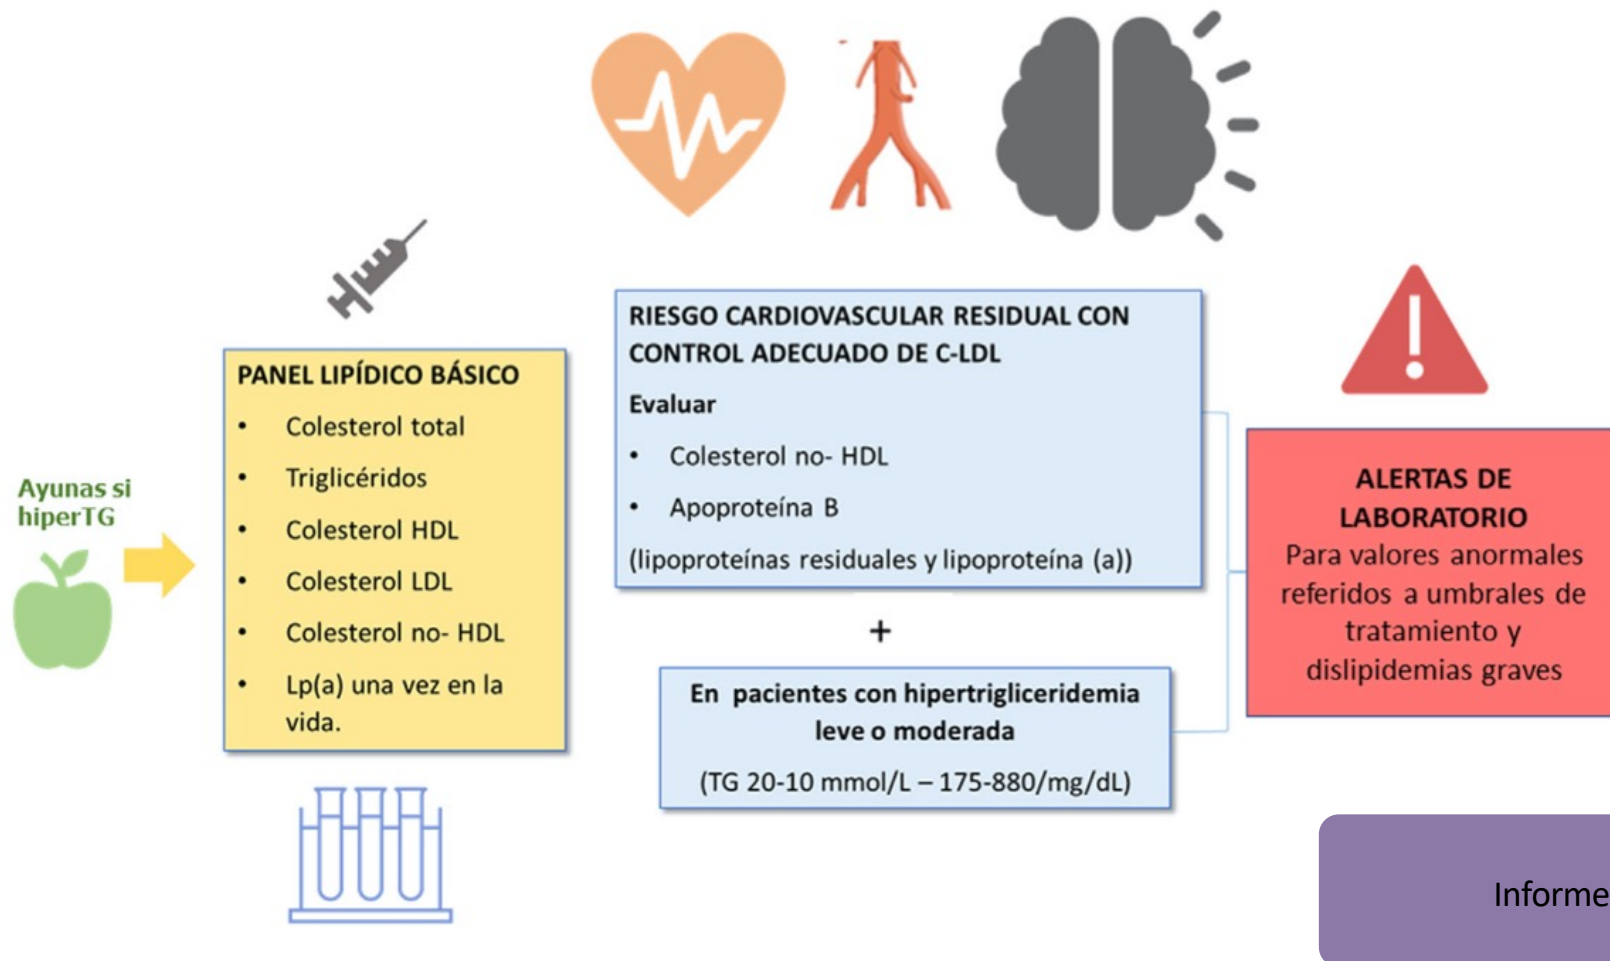 Ayunas si
hiperTG
PANEL LIPÍDICO BÁSICO
• Colesterol total
• Triglicéridos
• Colesterol HDL
• Colesterol LDL
• Colesterol no- HDL
• Lp(a) una vez en la
vida.
RIESGO CARDIOVASCULAR RESIDUAL CON
CONTROL ADECUADO DE C-LDL
Evaluar
• Colesterol no- HDL
• Apoproteína B
(lipoproteínas residuales y lipoproteína (a))
+
En pacientes con hipertrigliceridemia
leve o moderada
(TG 20-10 mmol/L – 175-880/mg/dL)
ALERTAS DE
LABORATORIO
Para valores anormales
referidos a umbrales de
tratamiento y
dislipidemias graves
Informe